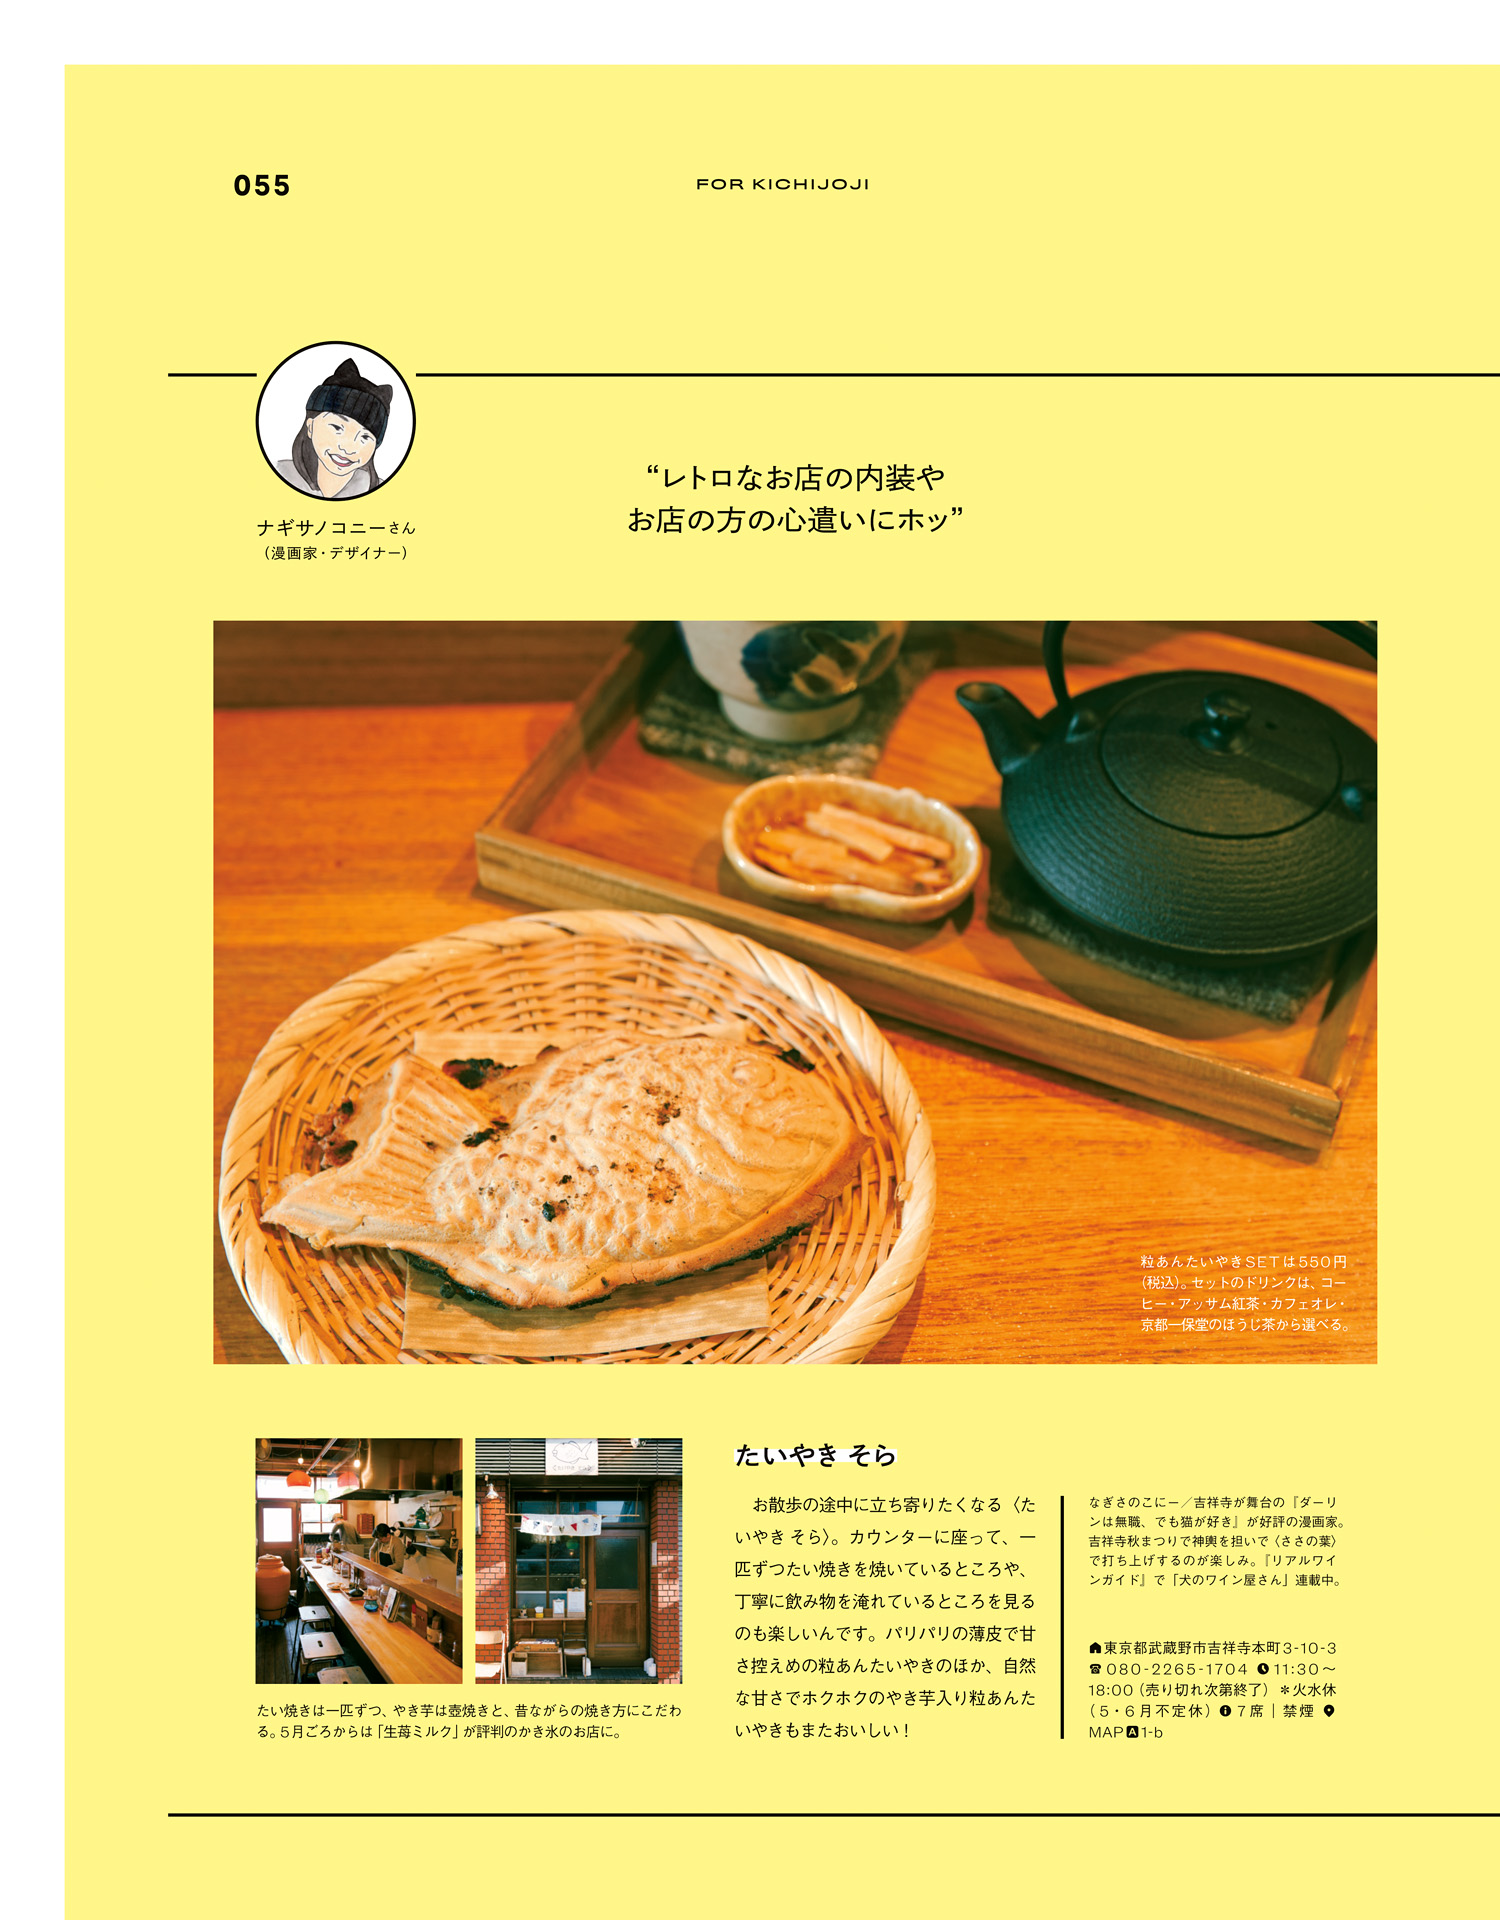 055
FOR KICHIJOJI
ナギサノコニーさん
(漫画家・デザイナー)
“レトロなお店の内装や
お店の方の心遣いにホッ”
粒あんたいやきSETは550円
(税込)。セットのドリンクは、コー
ヒー・アッサム紅茶・カフェオレ・
京都一保堂のほうじ茶から選べる。
たい焼きは一匹ずつ、やき芋は壺焼きと、昔ながらの焼き方にこだわ
る。5月ごろからは「生苺ミルク」が評判のかき氷のお店に。
たいやき そら
お散歩の途中に立ち寄りたくなる〈た
いやき そら〉。カウンターに座って、一
匹ずつたい焼きを焼いているところや、
丁寧に飲み物を淹れているところを見る
のも楽しいんです。パリパリの薄皮で甘
さ控えめの粒あんたいやきのほか、自然
な甘さでホクホクのやき芋入り粒あんた
いやきもまたおいしい！
なぎさのこにー／吉祥寺が舞台の『ダーリ
ンは無職、でも猫が好き』が好評の漫画家。
吉祥寺秋まつりで神輿を担いで〈ささの葉〉
で打ち上げするのが楽しみ。『リアルワイ
ンガイド』で「犬のワイン屋さん」連載中。
東京都武蔵野市吉祥寺本町3-10-3
☎080-2265-1704 11:30〜
18:00（売り切れ次第終了）＊火水休
（5・6月不定休） 7席｜禁煙
MAP A 1-b